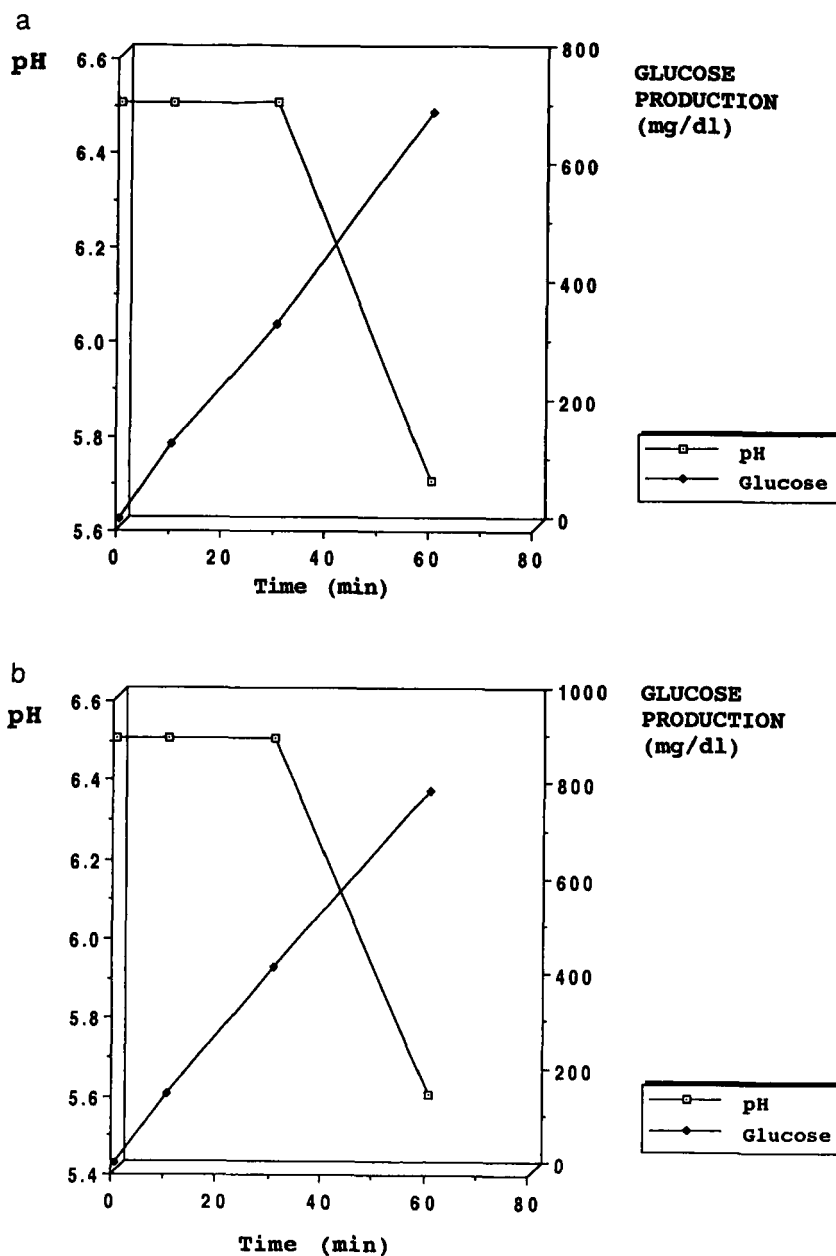 a
pH
6.6
6.4
6.2
6.0
5.8
5.6
0
20
40
60
80
Time (min)
800
600
400
200
0
GLUCOSE
PRODUCTION
(mg/dl)
pH
Glucose
b
pH
6.6
6.4
6.2
6.0
5.8
5.6
5.4
0
20
40
60
80
Time (min)
1000
800
600
400
200
0
GLUCOSE
PRODUCTION
(mg/dl)
pH
Glucose